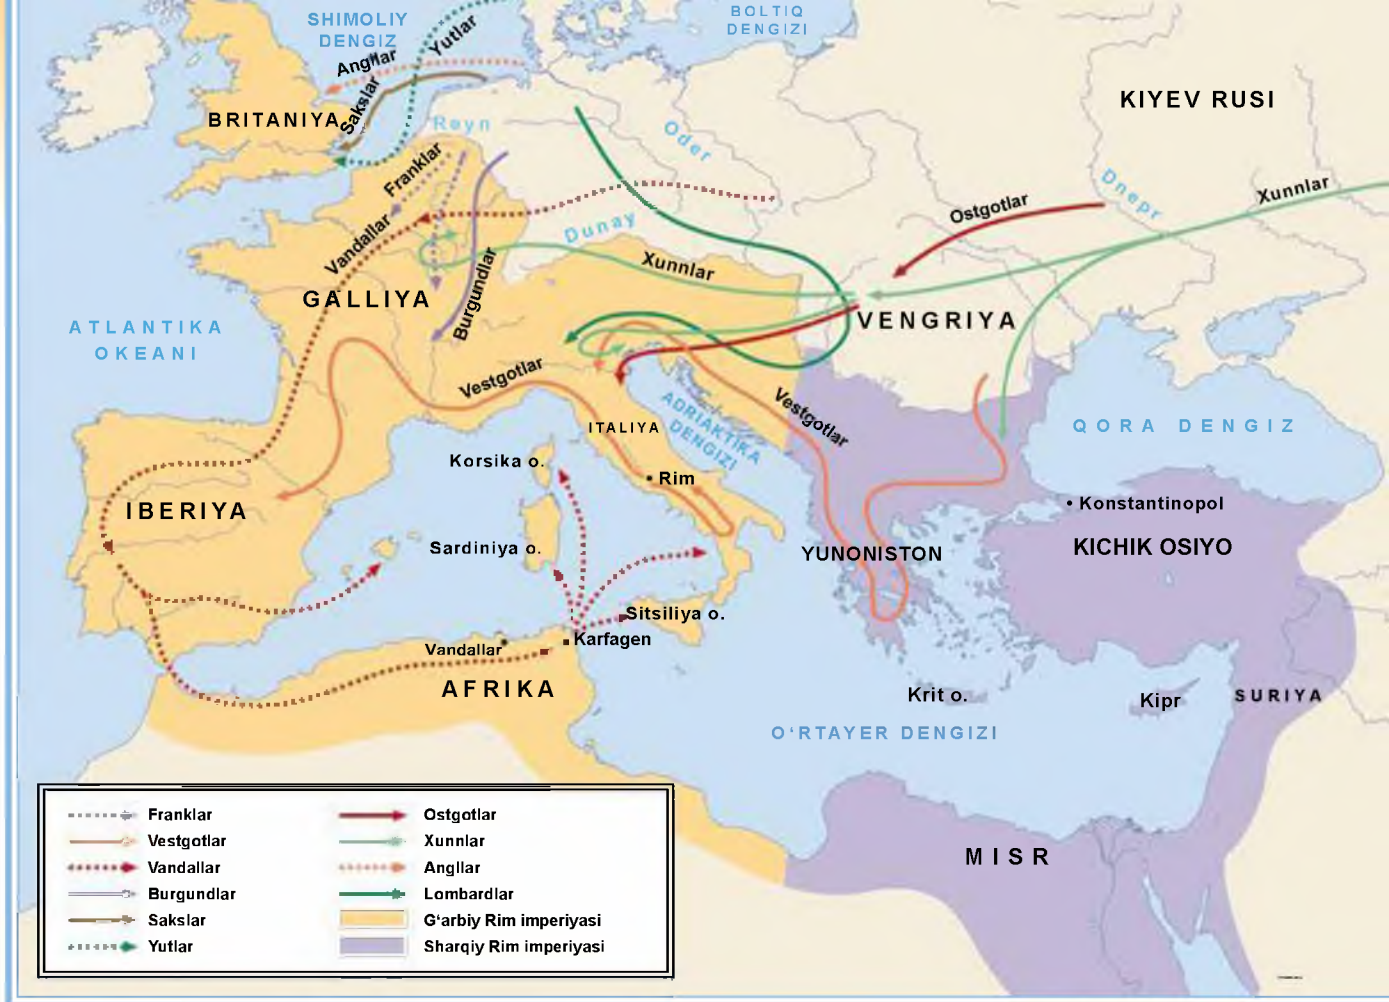 SHIMOLIY
DENGIZ
BOLTIQ
DENGIZI
Yutlar
Angllar
Sakslar
BRITANIYA
KIYEV RUSI
Reyn
Oder
Franklar
Dnepr
Xunnlar
Ostgotlar
Vandallar
Dunay
Xunnlar
Burgundlar
GALLIYA
VENGRIYA
ATLANTIKA
OKEANI
Vestgotlar
Vestgotlar
ADRIAKTIKA
DENGIZI
ITALIYA
QORA DENGIZ
Korsika o.
Rim
IBERIYA
Konstantinopol
Sardiniya o.
YUNONISTON
KICHIK OSIYO
Sitsiliya o.
Karfagen
Vandallar
AFRIKA
Krit o.
Kipr
SURIYA
O‘RTAYER DENGIZI
MISR
Franklar
Vestgotlar
Vandallar
Burgundlar
Sakslar
Yutlar
Ostgotlar
Xunnlar
Angllar
Lombardlar
G‘arbiy Rim imperiyasi
Sharqiy Rim imperiyasi